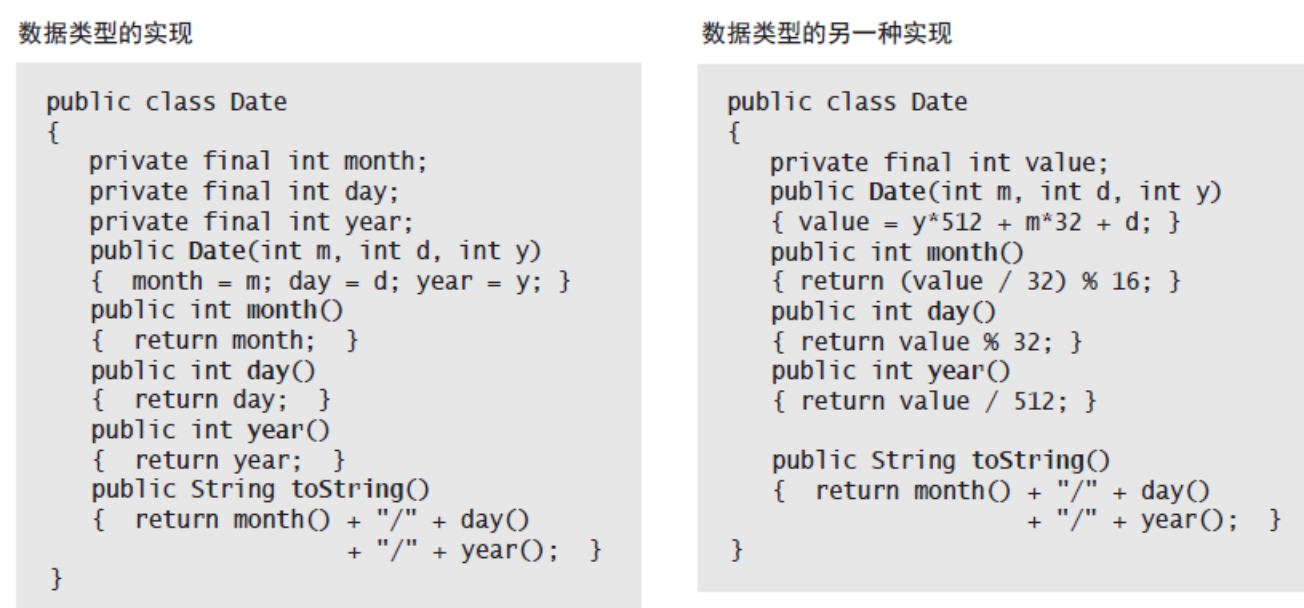 数据类型的实现
public class Date
{
private final int month;
private final int day;
private final int year;
public Date(int m, int d, int y)
{ month = m; day = d; year = y; }
public int month()
{ return month; }
public int day()
{ return day; }
public int year()
{ return year; }
public String toString()
{ return month() + "/" + day()
+ "/" + year(); }
}
数据类型的另一种实现
public class Date
{
private final int value;
public Date(int m, int d, int y)
{ value = y*512 + m*32 + d; }
public int month()
{ return (value / 32) % 16; }
public int day()
{ return value % 32; }
public int year()
{ return value / 512; }
public String toString()
{ return month() + "/" + day()
+ "/" + year(); }
}